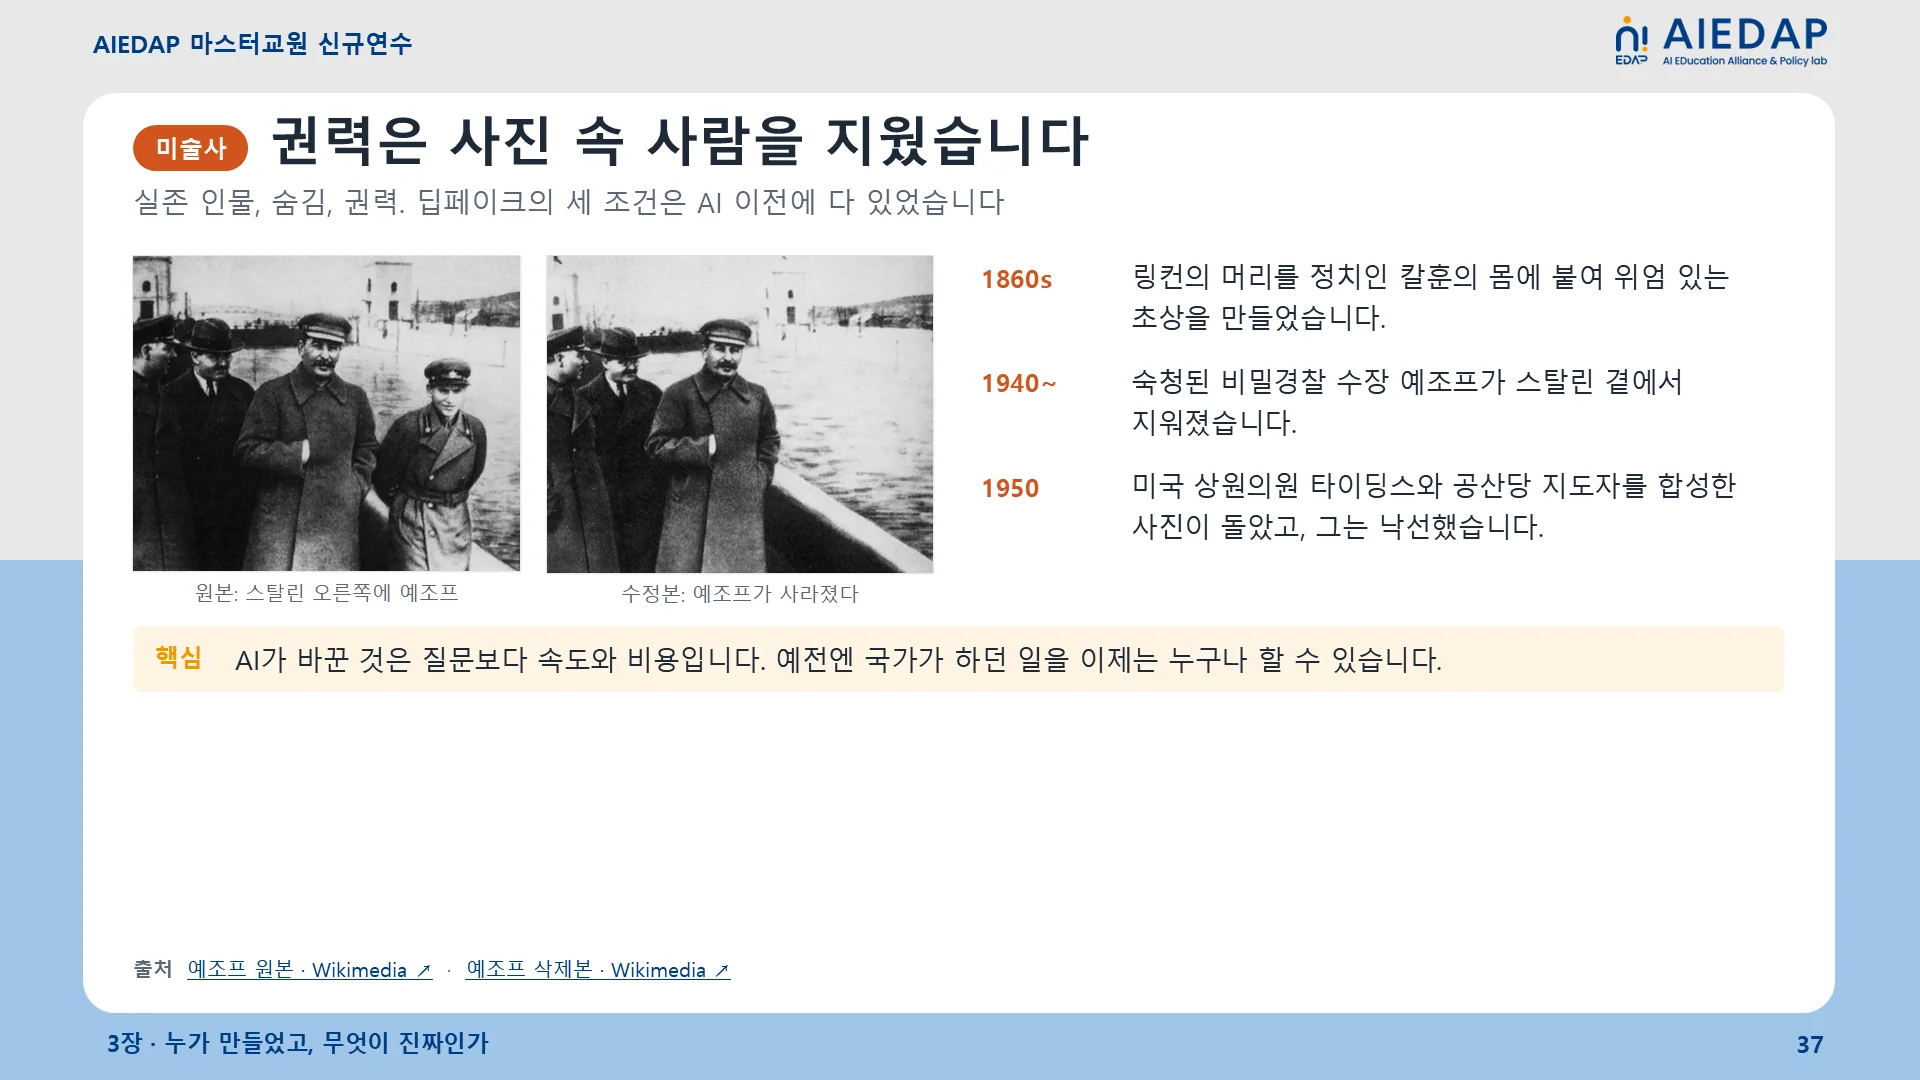 AIEDAP 마스터교원 신규연수
EDAP
AIEDAP
AI EDucation Alliance & Policy lab
미술사
권력은 사진 속 사람을 지웠습니다
실존 인물, 숨김, 권력. 딥페이크의 세 조건은 AI 이전에 다 있었습니다
원본: 스탈린 오른쪽에 예조프
수정본: 예조프가 사라졌다
1860s
링컨의 머리를 정치인 칼훈의 몸에 붙여 위엄 있는
초상을 만들었습니다.
1940~
숙청된 비밀경찰 수장 예조프가 스탈린 곁에서
지워졌습니다.
1950
미국 상원의원 타이딩스와 공산당 지도자를 합성한
사진이 돌았고, 그는 낙선했습니다.
핵심 AI가 바꾼 것은 질문보다 속도와 비용입니다. 예전엔 국가가 하던 일을 이제는 누구나 할 수 있습니다.
출처 예조프 원본 · Wikimedia ↗ · 예조프 삭제본 · Wikimedia ↗
3장 · 누가 만들었고, 무엇이 진짜인가
37